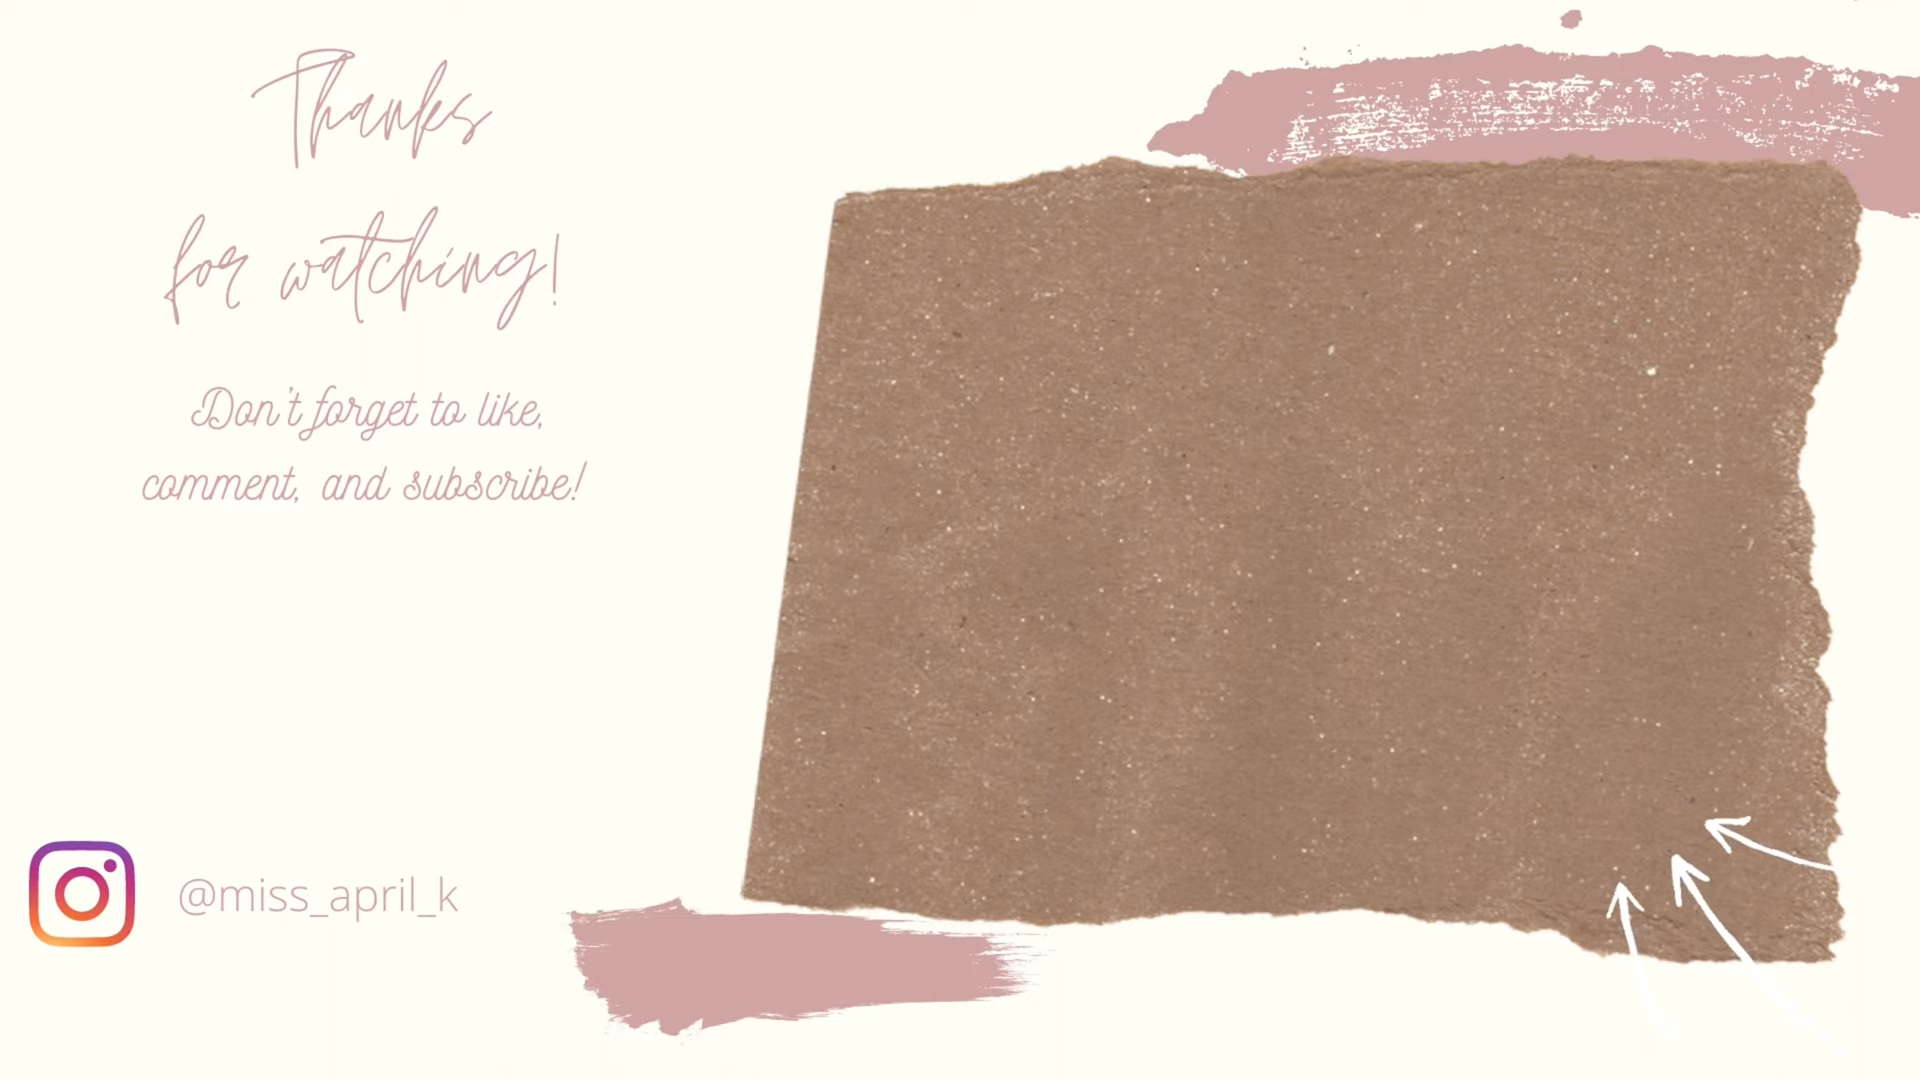 Thanks
for watching!
Don't forget to like,
comment, and subscribe!
@miss_april_k